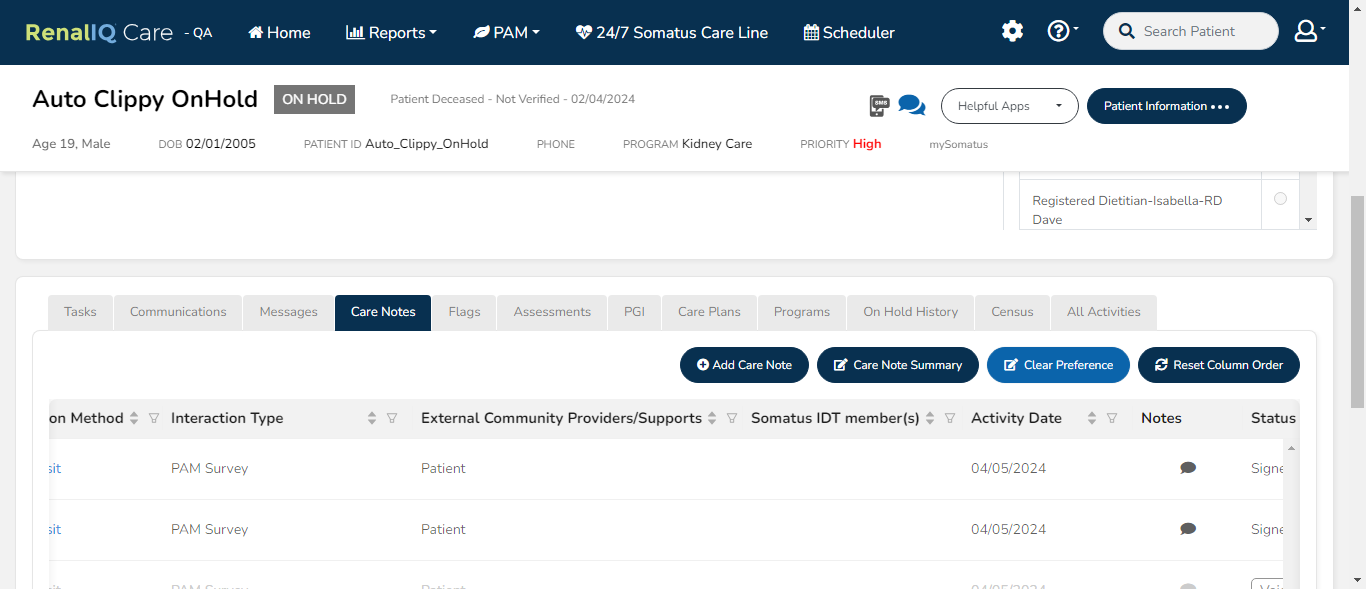 RenalIQ Care - QA Home Reports PAM 24/7 Somatus Care Line Scheduler Search Patient
Auto Clippy OnHold ON HOLD Patient Deceased - Not Verified - 02/04/2024 SMS Helpful Apps Patient Information
Age 19, Male DOB 02/01/2005 PATIENT ID Auto_Clippy_OnHold PHONE PROGRAM Kidney Care PRIORITY High mySomatus
Registered Dietitian-Isabella-RD
Dave
Tasks Communications Messages Care Notes Flags Assessments PGI Care Plans Programs On Hold History Census All Activities
Add Care Note Care Note Summary Clear Preference Reset Column Order
on Method Interaction Type External Community Providers/Supports Somatus IDT member(s) Activity Date Notes Status
sit PAM Survey Patient 04/05/2024 Signe
sit PAM Survey Patient 04/05/2024 Signe
PAM Survey Patient 04/05/2024